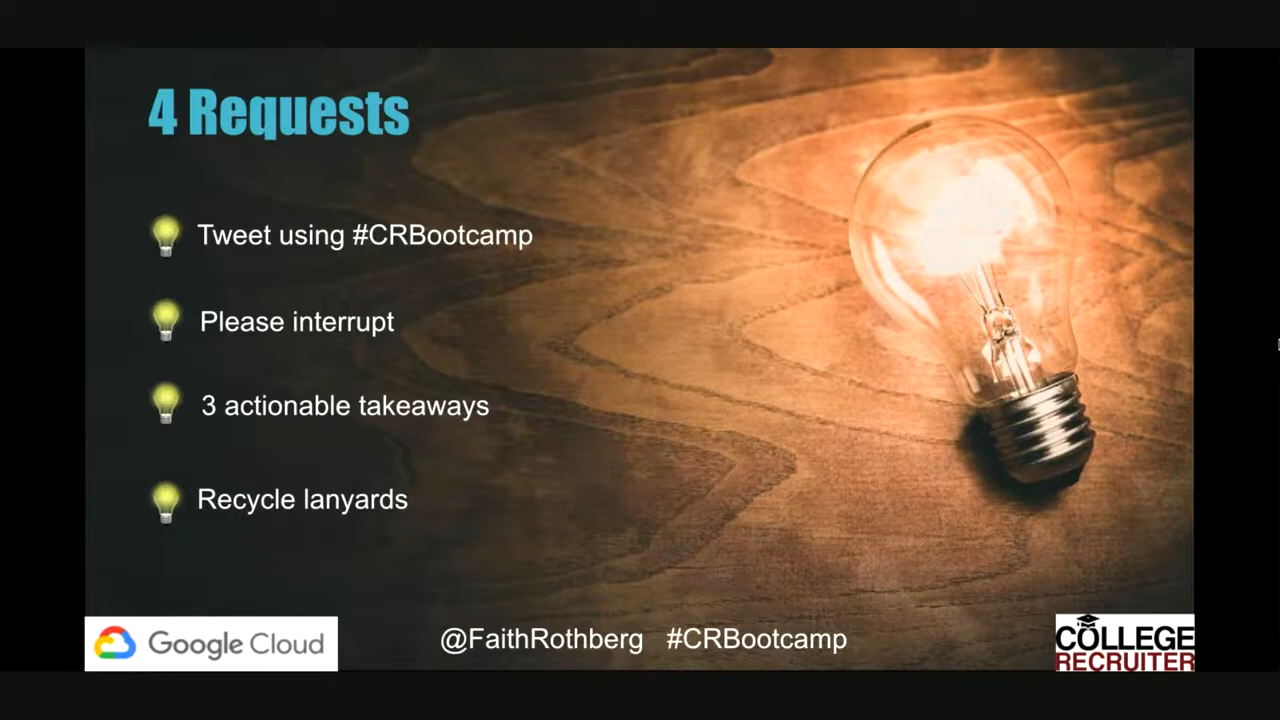 4 Requests
Tweet using #CRBootcamp
Please interrupt
3 actionable takeaways
Recycle lanyards
Google Cloud
@FaithRothberg #CRBootcamp
COLLEGE
RECRUITER